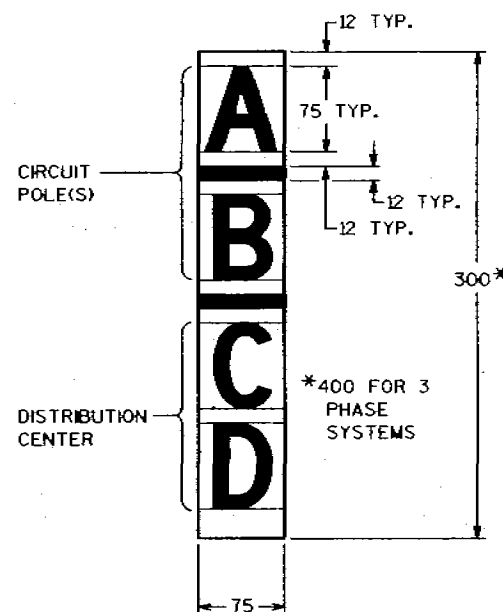 12 TYP.
A
75 TYP.
CIRCUIT
POLE(S)
12 TYP.
B
12 TYP.
300*
C
*400 FOR 3
PHASE
SYSTEMS
DISTRIBUTION
CENTER
D
75